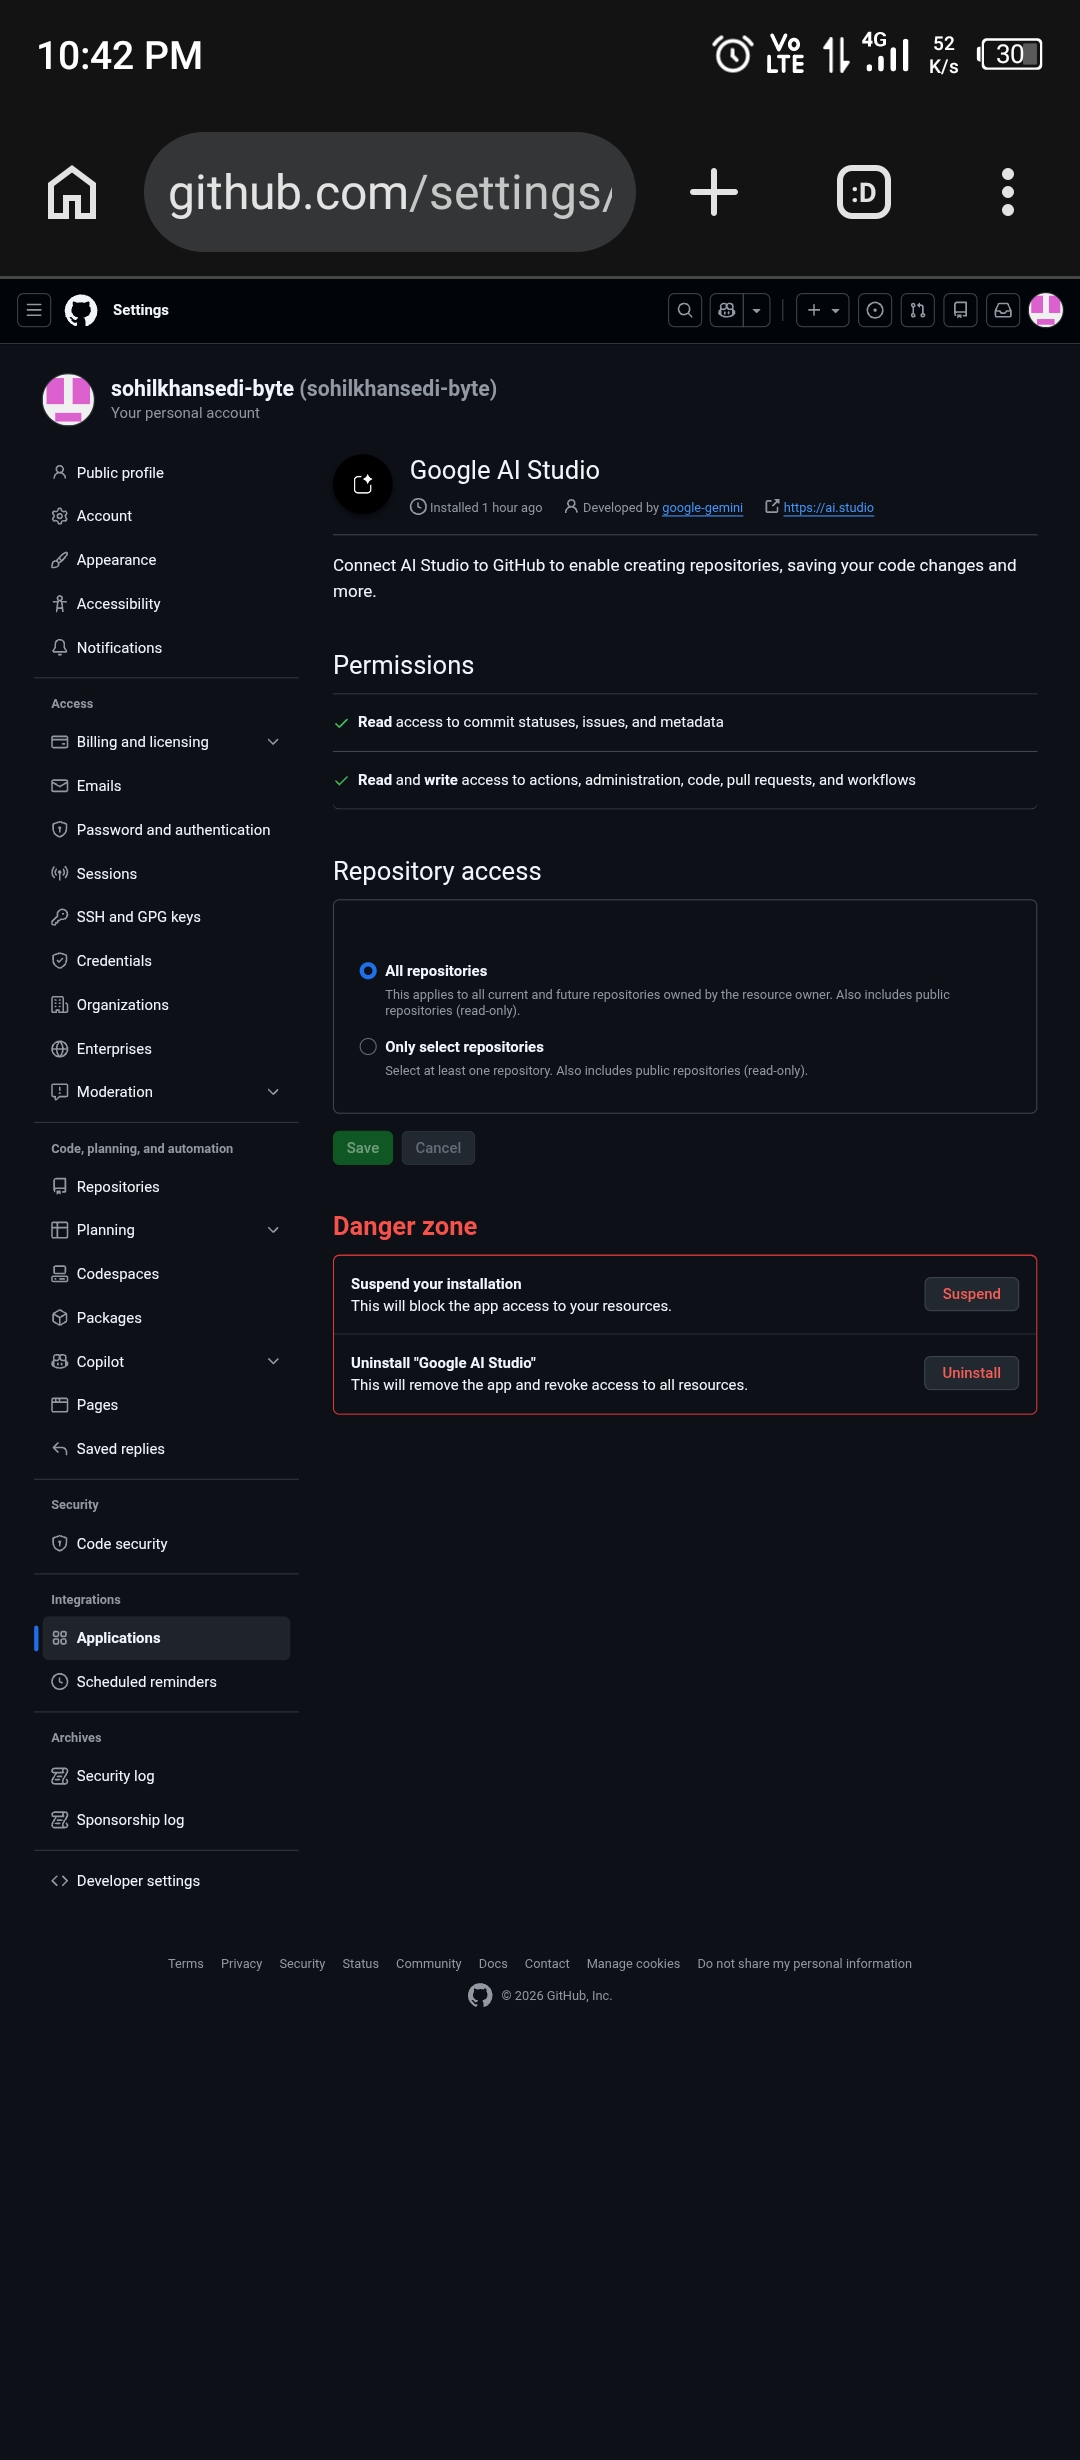 10:42 PM
Vo LTE 4G 52 K/s 30
github.com/settings/
:D
Settings
sohilkhansedi-byte (sohilkhansedi-byte)
Your personal account
Public profile
Account
Appearance
Accessibility
Notifications
Access
Billing and licensing
Emails
Password and authentication
Sessions
SSH and GPG keys
Credentials
Organizations
Enterprises
Moderation
Code, planning, and automation
Repositories
Planning
Codespaces
Packages
Copilot
Pages
Saved replies
Security
Code security
Integrations
Applications
Scheduled reminders
Archives
Security log
Sponsorship log
Developer settings
Google AI Studio
Installed 1 hour ago Developed by google-gemini https://ai.studio
Connect AI Studio to GitHub to enable creating repositories, saving your code changes and
more.
Permissions
Read access to commit statuses, issues, and metadata
Read and write access to actions, administration, code, pull requests, and workflows
Repository access
All repositories
This applies to all current and future repositories owned by the resource owner. Also includes public
repositories (read-only).
Only select repositories
Select at least one repository. Also includes public repositories (read-only).
Save Cancel
Danger zone
Suspend your installation
This will block the app access to your resources.
Suspend
Uninstall "Google AI Studio"
This will remove the app and revoke access to all resources.
Uninstall
Terms Privacy Security Status Community Docs Contact Manage cookies Do not share my personal information
© 2026 GitHub, Inc.